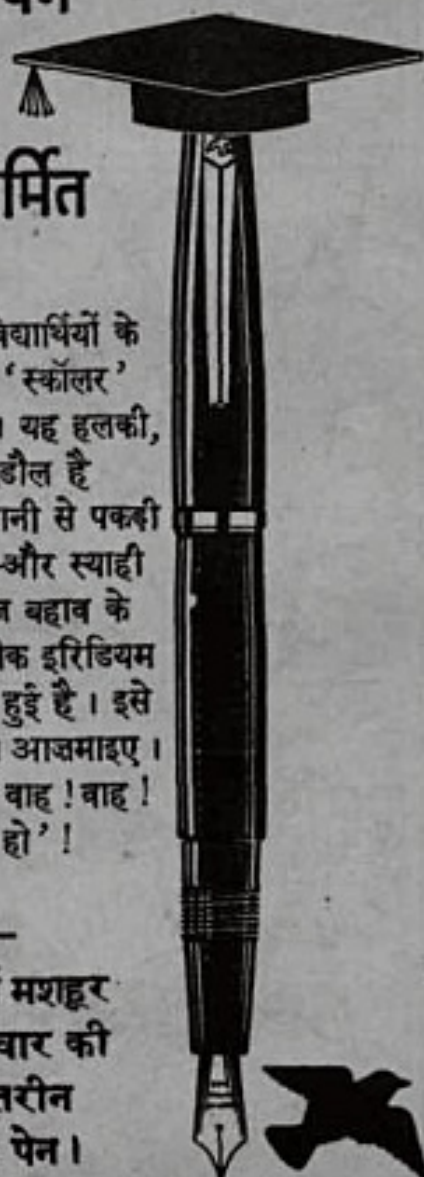 र्मित
विद्यार्थियों के
'स्कॉलर'
। यह हलकी,
डौल है
ानी से पकड़ी
-और स्याही
बहाव के
ोक इरिडियम
हुई है। इसे
आज़माइए।
वाह! वाह!
हो'!
मशहूर
वार की
तरीन
पेन।